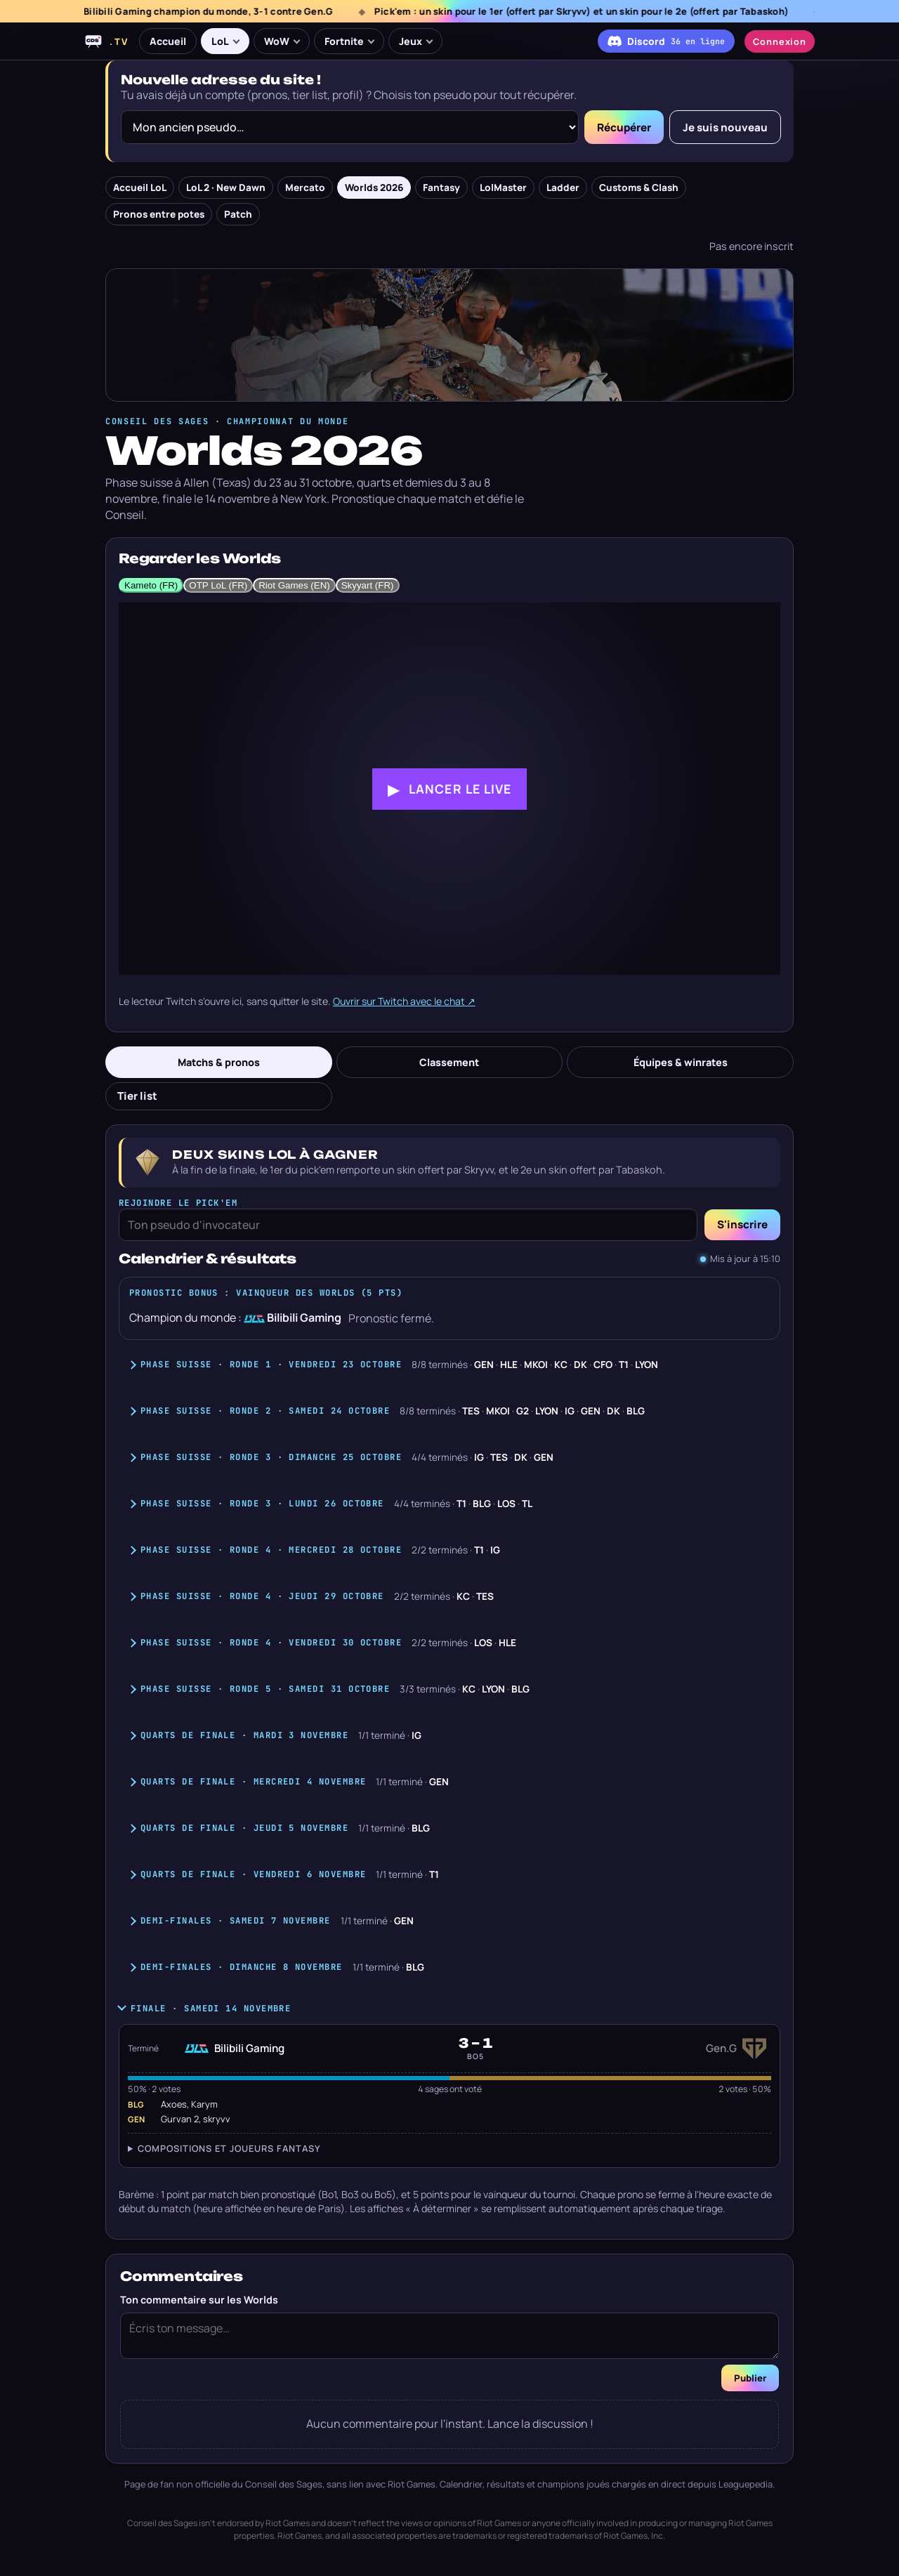 Bilibili Gaming champion du monde, 3-1 contre Gen.G ◆ Pick'em : un skin pour le 1er (offert par Skryvv) et un skin pour le 2e (offert par Tabaskoh)
CDS .TV Accueil LoL WoW Fortnite Jeux Discord 36 en ligne Connexion
Nouvelle adresse du site !
Tu avais déjà un compte (pronos, tier list, profil) ? Choisis ton pseudo pour tout récupérer.
Mon ancien pseudo… Récupérer Je suis nouveau
Accueil LoL LoL 2 · New Dawn Mercato Worlds 2026 Fantasy LolMaster Ladder Customs & Clash
Pronos entre potes Patch
Pas encore inscrit
CONSEIL DES SAGES · CHAMPIONNAT DU MONDE
Worlds 2026
Phase suisse à Allen (Texas) du 23 au 31 octobre, quarts et demies du 3 au 8
novembre, finale le 14 novembre à New York. Pronostique chaque match et défie le
Conseil.
Regarder les Worlds
Kameto (FR) OTP LoL (FR) Riot Games (EN) Skyyart (FR)
▶ LANCER LE LIVE
Le lecteur Twitch s'ouvre ici, sans quitter le site. Ouvrir sur Twitch avec le chat ↗
Matchs & pronos Classement Équipes & winrates
Tier list
DEUX SKINS LOL À GAGNER
À la fin de la finale, le 1er du pick'em remporte un skin offert par Skryvv, et le 2e un skin offert par Tabaskoh.
REJOINDRE LE PICK'EM
Ton pseudo d'invocateur S'inscrire
Calendrier & résultats Mis à jour à 15:10
PRONOSTIC BONUS : VAINQUEUR DES WORLDS (5 PTS)
Champion du monde : BLG Bilibili Gaming Pronostic fermé.
PHASE SUISSE · RONDE 1 · VENDREDI 23 OCTOBRE 8/8 terminés · GEN · HLE · MKOI · KC · DK · CFO · T1 · LYON
PHASE SUISSE · RONDE 2 · SAMEDI 24 OCTOBRE 8/8 terminés · TES · MKOI · G2 · LYON · IG · GEN · DK · BLG
PHASE SUISSE · RONDE 3 · DIMANCHE 25 OCTOBRE 4/4 terminés · IG · TES · DK · GEN
PHASE SUISSE · RONDE 3 · LUNDI 26 OCTOBRE 4/4 terminés · T1 · BLG · LOS · TL
PHASE SUISSE · RONDE 4 · MERCREDI 28 OCTOBRE 2/2 terminés · T1 · IG
PHASE SUISSE · RONDE 4 · JEUDI 29 OCTOBRE 2/2 terminés · KC · TES
PHASE SUISSE · RONDE 4 · VENDREDI 30 OCTOBRE 2/2 terminés · LOS · HLE
PHASE SUISSE · RONDE 5 · SAMEDI 31 OCTOBRE 3/3 terminés · KC · LYON · BLG
QUARTS DE FINALE · MARDI 3 NOVEMBRE 1/1 terminé · IG
QUARTS DE FINALE · MERCREDI 4 NOVEMBRE 1/1 terminé · GEN
QUARTS DE FINALE · JEUDI 5 NOVEMBRE 1/1 terminé · BLG
QUARTS DE FINALE · VENDREDI 6 NOVEMBRE 1/1 terminé · T1
DEMI-FINALES · SAMEDI 7 NOVEMBRE 1/1 terminé · GEN
DEMI-FINALES · DIMANCHE 8 NOVEMBRE 1/1 terminé · BLG
FINALE · SAMEDI 14 NOVEMBRE
Terminé BLG Bilibili Gaming 3 – 1 Gen.G
BO5
50% · 2 votes 4 sages ont voté 2 votes · 50%
BLG Axoes, Karym
GEN Gurvan 2, skryvv
▶ COMPOSITIONS ET JOUEURS FANTASY
Barème : 1 point par match bien pronostiqué (Bo1, Bo3 ou Bo5), et 5 points pour le vainqueur du tournoi. Chaque prono se ferme à l'heure exacte de
début du match (heure affichée en heure de Paris). Les affiches « À déterminer » se remplissent automatiquement après chaque tirage.
Commentaires
Ton commentaire sur les Worlds
Écris ton message…
Publier
Aucun commentaire pour l'instant. Lance la discussion !
Page de fan non officielle du Conseil des Sages, sans lien avec Riot Games. Calendrier, résultats et champions joués chargés en direct depuis Leaguepedia.
Conseil des Sages isn't endorsed by Riot Games and doesn't reflect the views or opinions of Riot Games or anyone officially involved in producing or managing Riot Games
properties. Riot Games, and all associated properties are trademarks or registered trademarks of Riot Games, Inc.